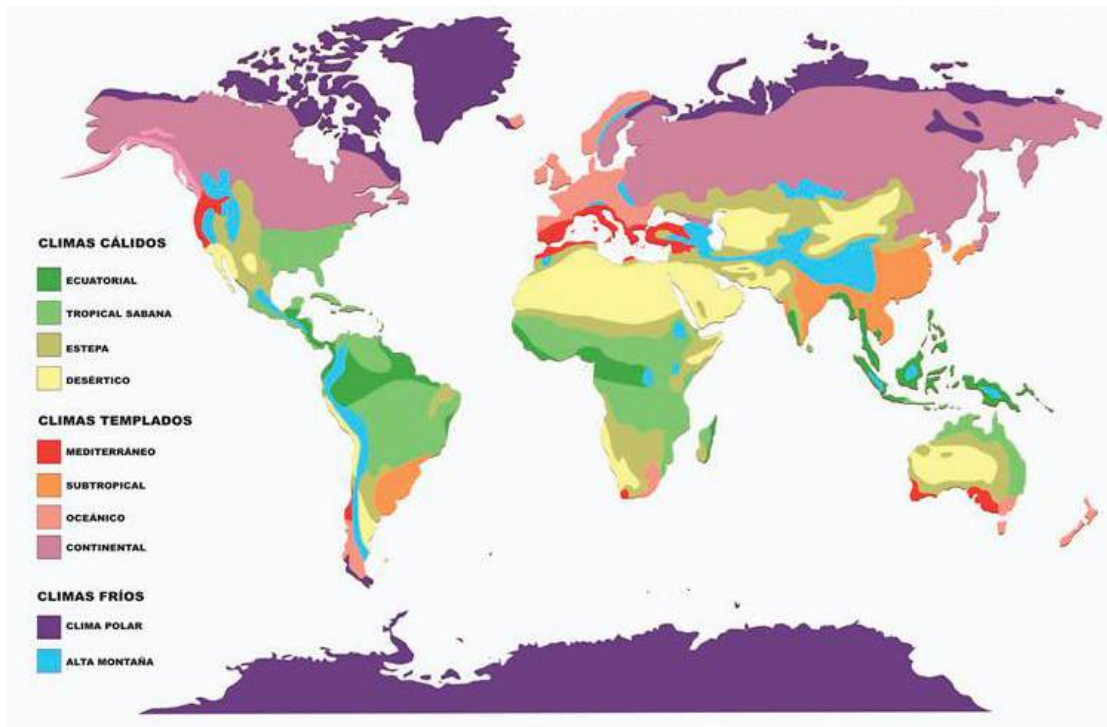 CLIMAS CÁLIDOS
ECUATORIAL
TROPICAL SABANA
ESTEPA
DESÉRTICO
CLIMAS TEMPLADOS
MEDITERRÁNEO
SUBTROPICAL
OCEÁNICO
CONTINENTAL
CLIMAS FRÍOS
CLIMA POLAR
ALTA MONTAÑA